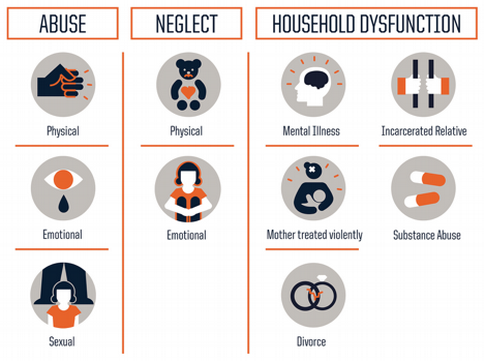 ABUSE
NEGLECT
HOUSEHOLD DYSFUNCTION
Physical
Physical
Mental Illness
Incarcerated Relative
Emotional
Emotional
Mother treated violently
Substance Abuse
Sexual
Divorce